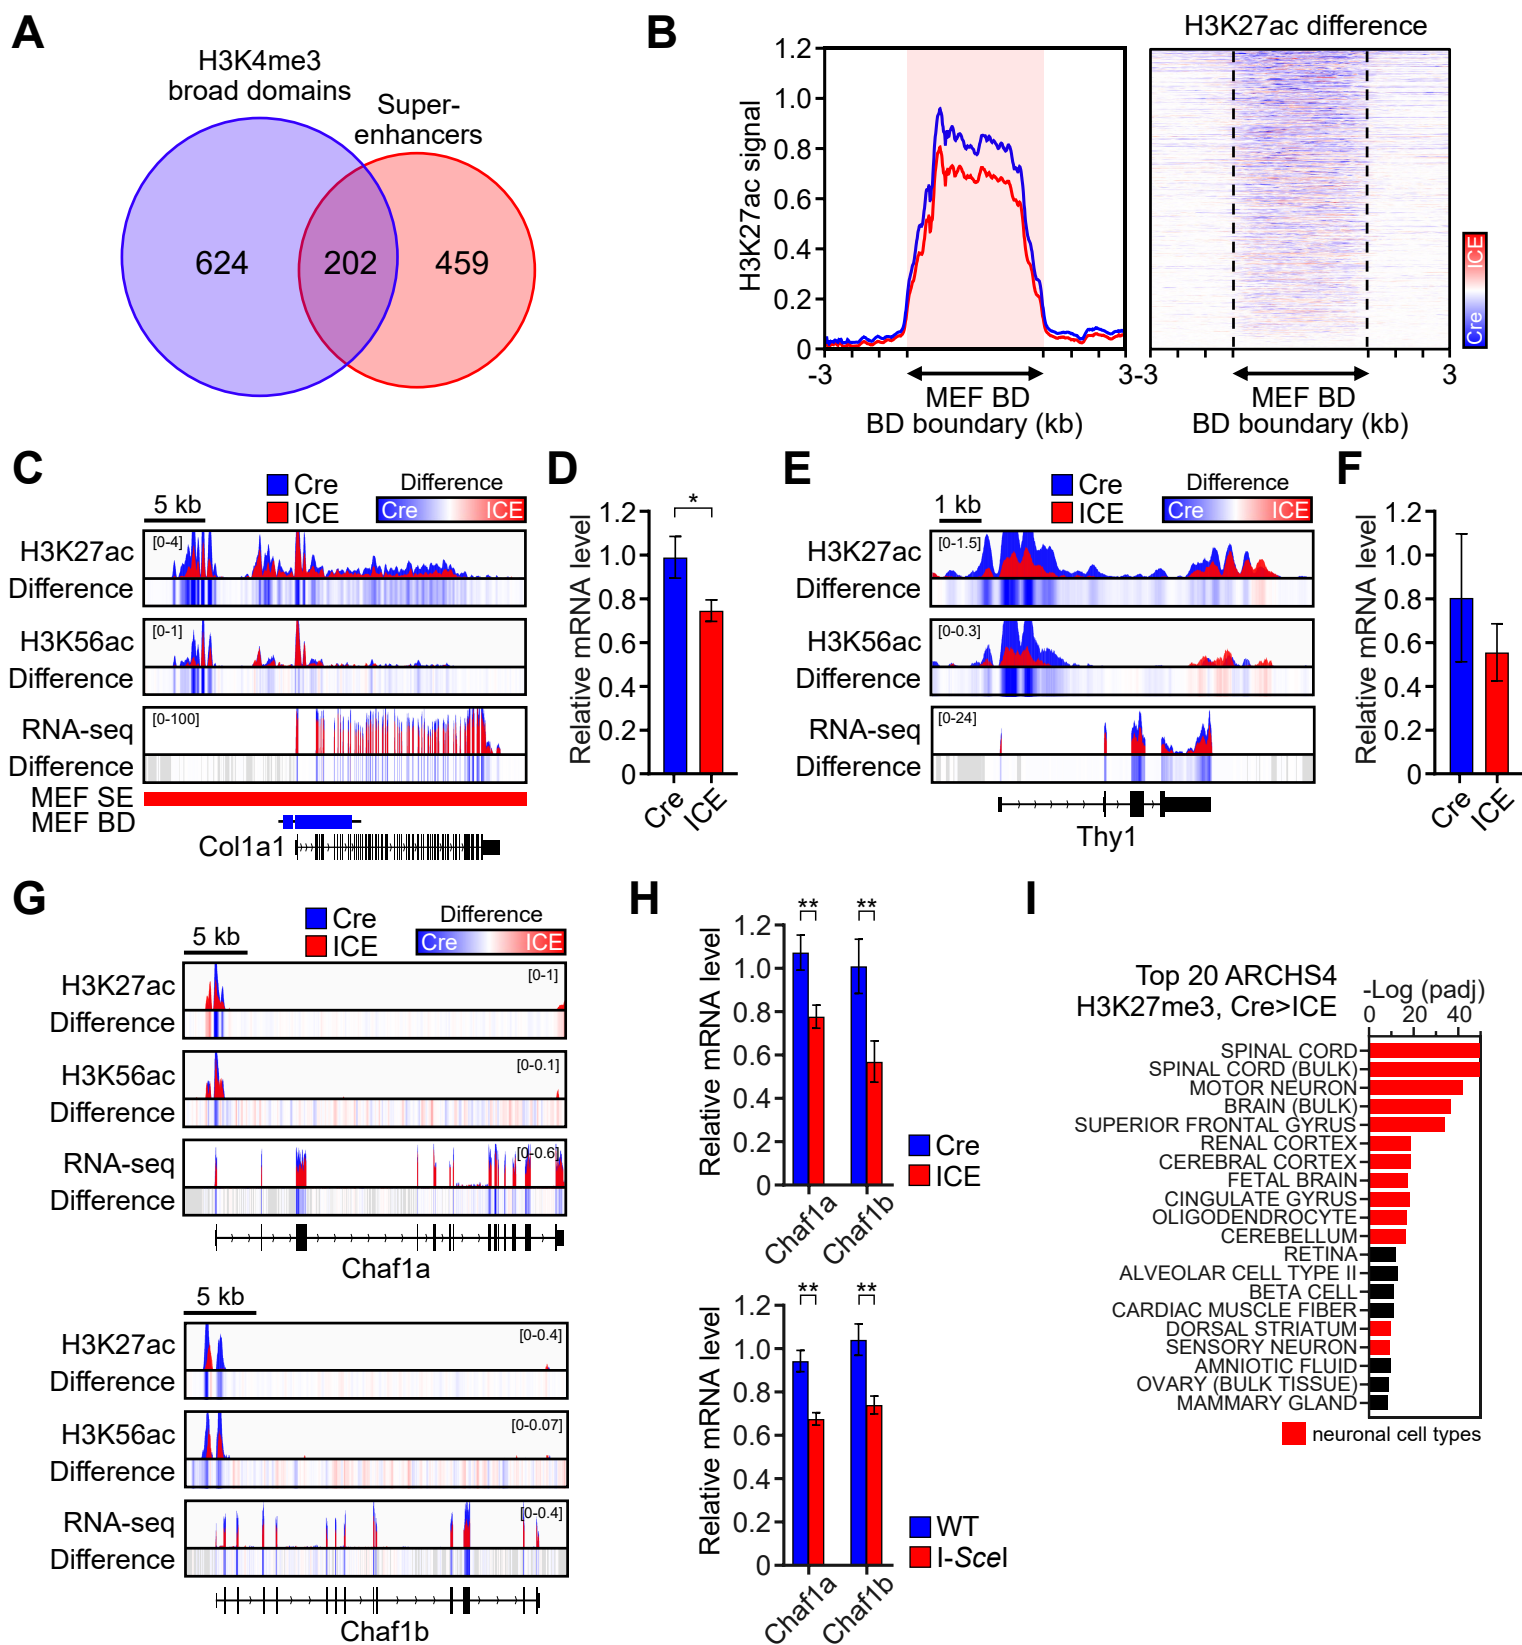 A
H3K4me3
broad domains
Super-
enhancers
624
202
459
B
H3K27ac difference
H3K27ac signal
1.2
1.0
0.8
0.6
0.4
0.2
0
-3
3
-3
3
MEF BD
BD boundary (kb)
MEF BD
BD boundary (kb)
ICE
Cre
C
5 kb
Cre
ICE
Difference
Cre
ICE
H3K27ac
[0-4]
Difference
H3K56ac
[0-1]
Difference
RNA-seq
[0-100]
Difference
MEF SE
MEF BD
Col1a1
D
*
Relative mRNA level
1.2
1.0
0.8
0.6
0.4
0.2
0
Cre
ICE
E
1 kb
Cre
ICE
Difference
Cre
ICE
H3K27ac
[0-1.5]
Difference
H3K56ac
[0-0.3]
Difference
RNA-seq
[0-24]
Difference
Thy1
F
Relative mRNA level
1.2
1.0
0.8
0.6
0.4
0.2
0
Cre
ICE
G
5 kb
Cre
ICE
Difference
Cre
ICE
H3K27ac
[0-1]
Difference
H3K56ac
[0-0.1]
Difference
RNA-seq
[0-0.6]
Difference
Chaf1a
5 kb
H3K27ac
[0-0.4]
Difference
H3K56ac
[0-0.07]
Difference
RNA-seq
[0-0.4]
Difference
Chaf1b
H
**
**
Relative mRNA level
1.2
1.0
0.8
0.6
0.4
0.2
0
Cre
ICE
Chaf1a
Chaf1b
**
**
Relative mRNA level
1.2
1.0
0.8
0.6
0.4
0.2
0
WT
I-SceI
Chaf1a
Chaf1b
I
Top 20 ARCHS4
H3K27me3, Cre>ICE
-Log (padj)
0 20 40
SPINAL CORD
SPINAL CORD (BULK)
MOTOR NEURON
BRAIN (BULK)
SUPERIOR FRONTAL GYRUS
RENAL CORTEX
CEREBRAL CORTEX
FETAL BRAIN
CINGULATE GYRUS
OLIGODENDROCYTE
CEREBELLUM
RETINA
ALVEOLAR CELL TYPE II
BETA CELL
CARDIAC MUSCLE FIBER
DORSAL STRIATUM
SENSORY NEURON
AMNIOTIC FLUID
OVARY (BULK TISSUE)
MAMMARY GLAND
neuronal cell types